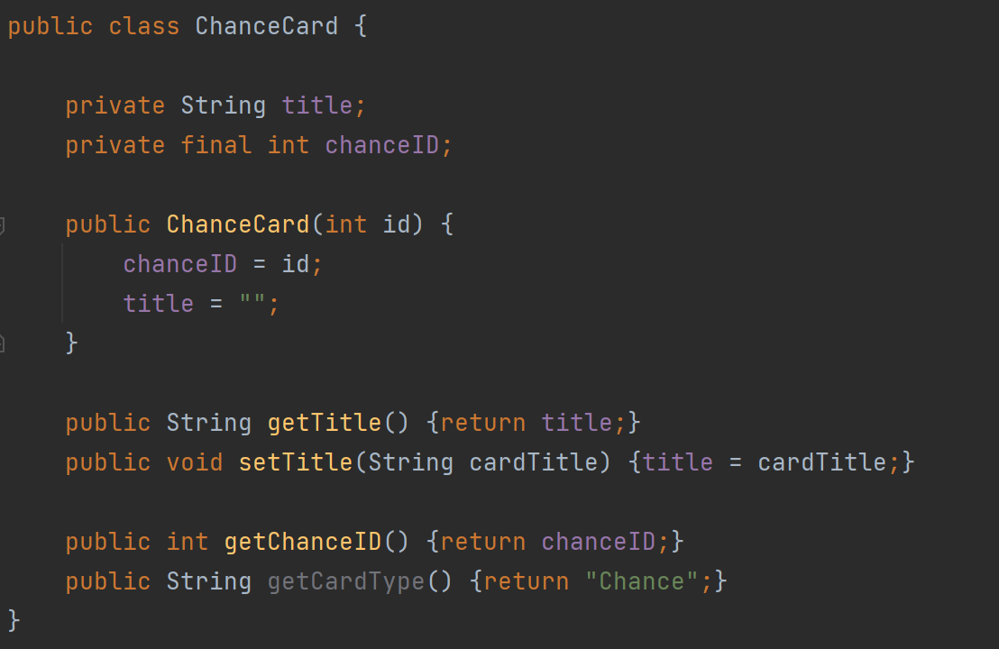 public class ChanceCard {
private String title;
private final int chanceID;
public ChanceCard(int id) {
chanceID = id;
title = "";
}
public String getTitle() {return title;}
public void setTitle(String cardTitle) {title = cardTitle;}
public int getChanceID() {return chanceID;}
public String getCardType() {return "Chance";}
}